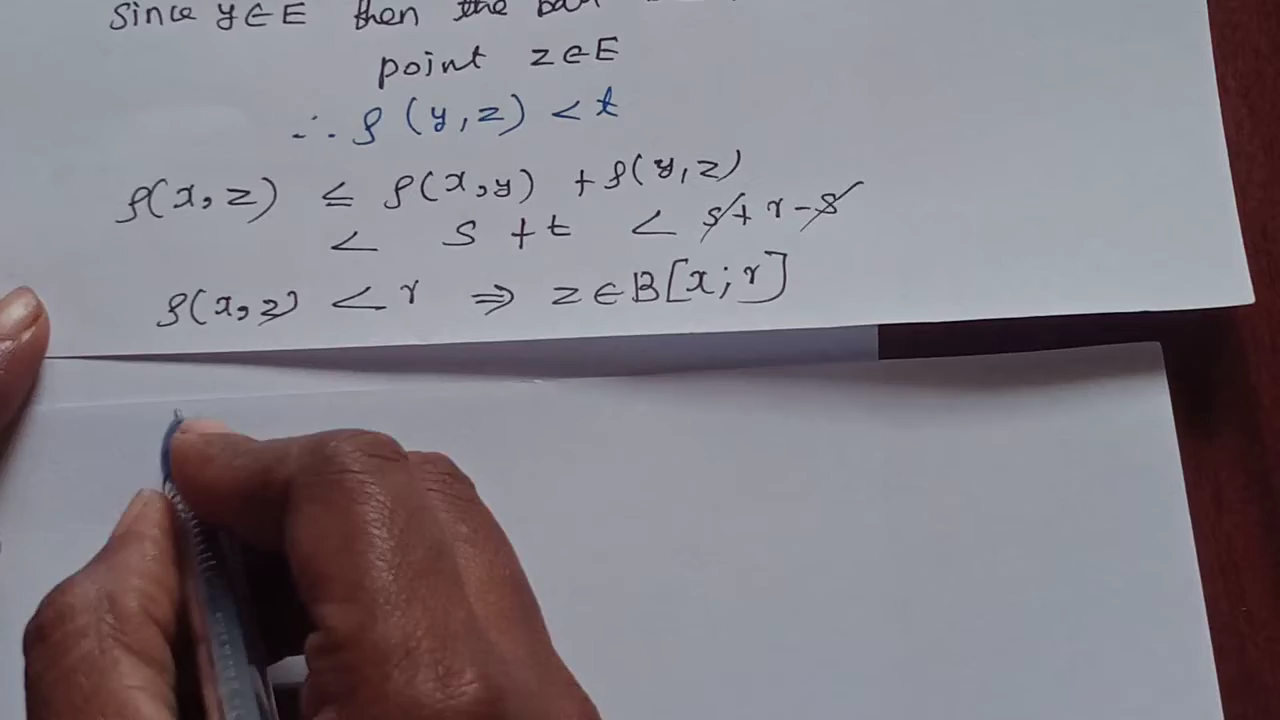 Since y∈E then the
point z∈E
∴ ρ(y,z) < t
ρ(x,z) ≤ ρ(x,y) + ρ(y,z)
< s + t < s + r - s
ρ(x,z) < r ⇒ z∈B[x;r]